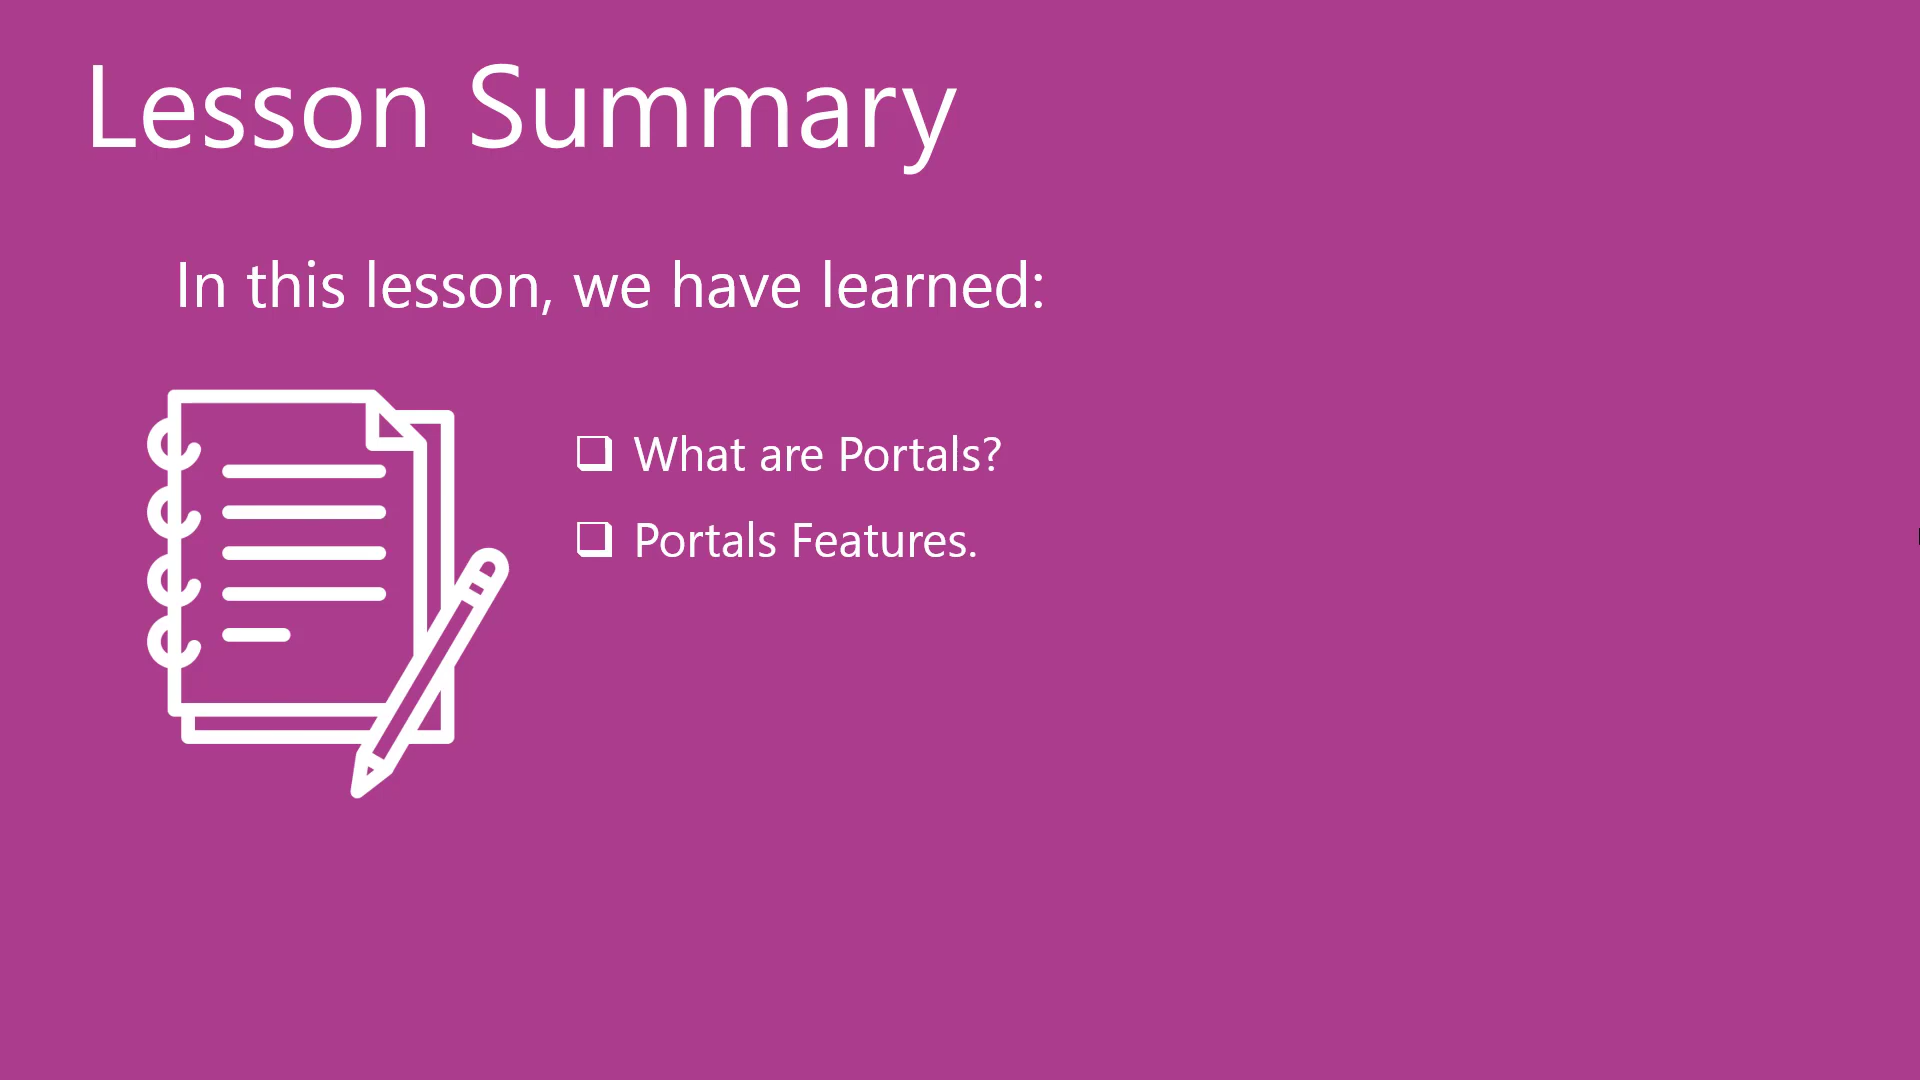 Lesson Summary
In this lesson, we have learned:
❑ What are Portals?
❑ Portals Features.